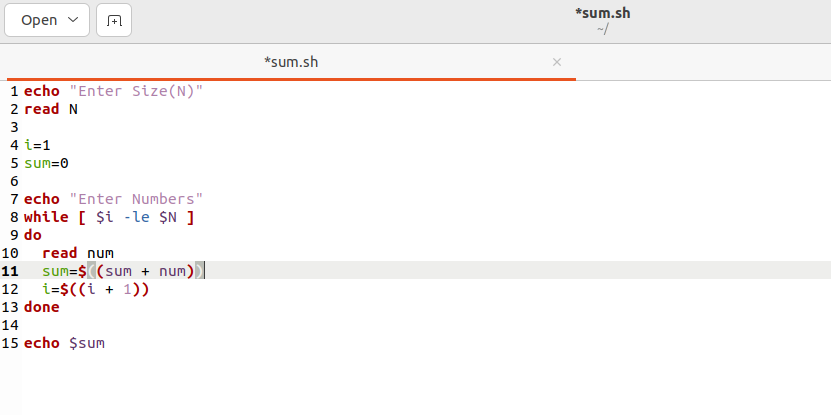 Open
*sum.sh
~/
*sum.sh
1 echo "Enter Size(N)"
2 read N
3
4 i=1
5 sum=0
6
7 echo "Enter Numbers"
8 while [ $i -le $N ]
9 do
10   read num
11   sum=$((sum + num))
12   i=$((i + 1))
13 done
14
15 echo $sum